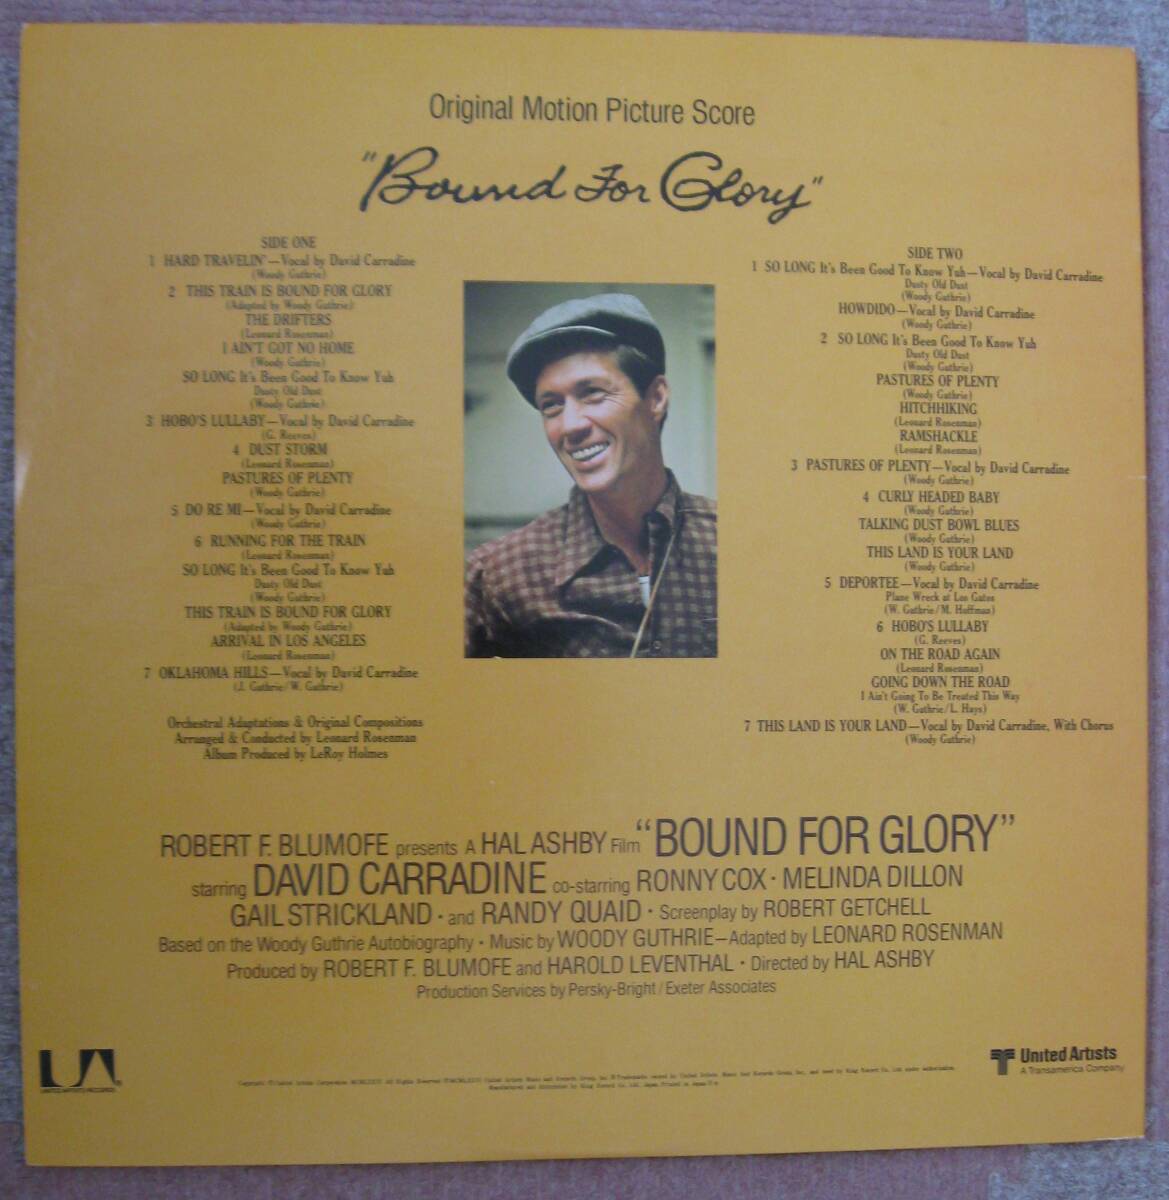 Original Motion Picture Score
"Bound For Glory"
SIDE ONE
1 HARD TRAVELIN'—Vocal by David Carradine
(Woody Guthrie)
2 THIS TRAIN IS BOUND FOR GLORY
(Adapted by Woody Guthrie)
THE DRIFTERS
(Leonard Rosenman)
I AIN'T GOT NO HOME
(Woody Guthrie)
SO LONG It's Been Good To Know Yuh
Dusty Old Dust
(Woody Guthrie)
3 HOBO'S LULLABY—Vocal by David Carradine
(G. Reeves)
4 DUST STORM
(Leonard Rosenman)
PASTURES OF PLENTY
(Woody Guthrie)
5 DO RE MI—Vocal by David Carradine
(Woody Guthrie)
6 RUNNING FOR THE TRAIN
(Leonard Rosenman)
SO LONG It's Been Good To Know Yuh
Dusty Old Dust
(Woody Guthrie)
THIS TRAIN IS BOUND FOR GLORY
(Adapted by Woody Guthrie)
ARRIVAL IN LOS ANGELES
(Leonard Rosenman)
7 OKLAHOMA HILLS—Vocal by David Carradine
(J. Guthrie/W. Guthrie)
Orchestral Adaptations & Original Compositions
Arranged & Conducted by Leonard Rosenman
Album Produced by LeRoy Holmes
SIDE TWO
1 SO LONG It's Been Good To Know Yuh—Vocal by David Carradine
Dusty Old Dust
(Woody Guthrie)
HOWDIDO—Vocal by David Carradine
(Woody Guthrie)
2 SO LONG It's Been Good To Know Yuh
Dusty Old Dust
(Woody Guthrie)
PASTURES OF PLENTY
(Woody Guthrie)
HITCHHIKING
(Leonard Rosenman)
RAMSHACKLE
(Leonard Rosenman)
3 PASTURES OF PLENTY—Vocal by David Carradine
(Woody Guthrie)
4 CURLY HEADED BABY
(Woody Guthrie)
TALKING DUST BOWL BLUES
(Woody Guthrie)
THIS LAND IS YOUR LAND
(Woody Guthrie)
5 DEPORTEE—Vocal by David Carradine
Plane Wreck at Los Gatos
(W. Guthrie/M. Hoffman)
6 HOBO'S LULLABY
(G. Reeves)
ON THE ROAD AGAIN
(Leonard Rosenman)
GOING DOWN THE ROAD
I Ain't Going To Be Treated This Way
(W. Guthrie/L. Hays)
7 THIS LAND IS YOUR LAND—Vocal by David Carradine, With Chorus
(Woody Guthrie)
ROBERT F. BLUMOFE presents A HAL ASHBY Film "BOUND FOR GLORY"
starring DAVID CARRADINE co-starring RONNY COX · MELINDA DILLON
GAIL STRICKLAND · and RANDY QUAID · Screenplay by ROBERT GETCHELL
Based on the Woody Guthrie Autobiography · Music by WOODY GUTHRIE—Adapted by LEONARD ROSENMAN
Produced by ROBERT F. BLUMOFE and HAROLD LEVENTHAL · Directed by HAL ASHBY
Production Services by Persky-Bright / Exeter Associates
UA
UNITED ARTISTS RECORDS
United Artists
A Transamerica Company